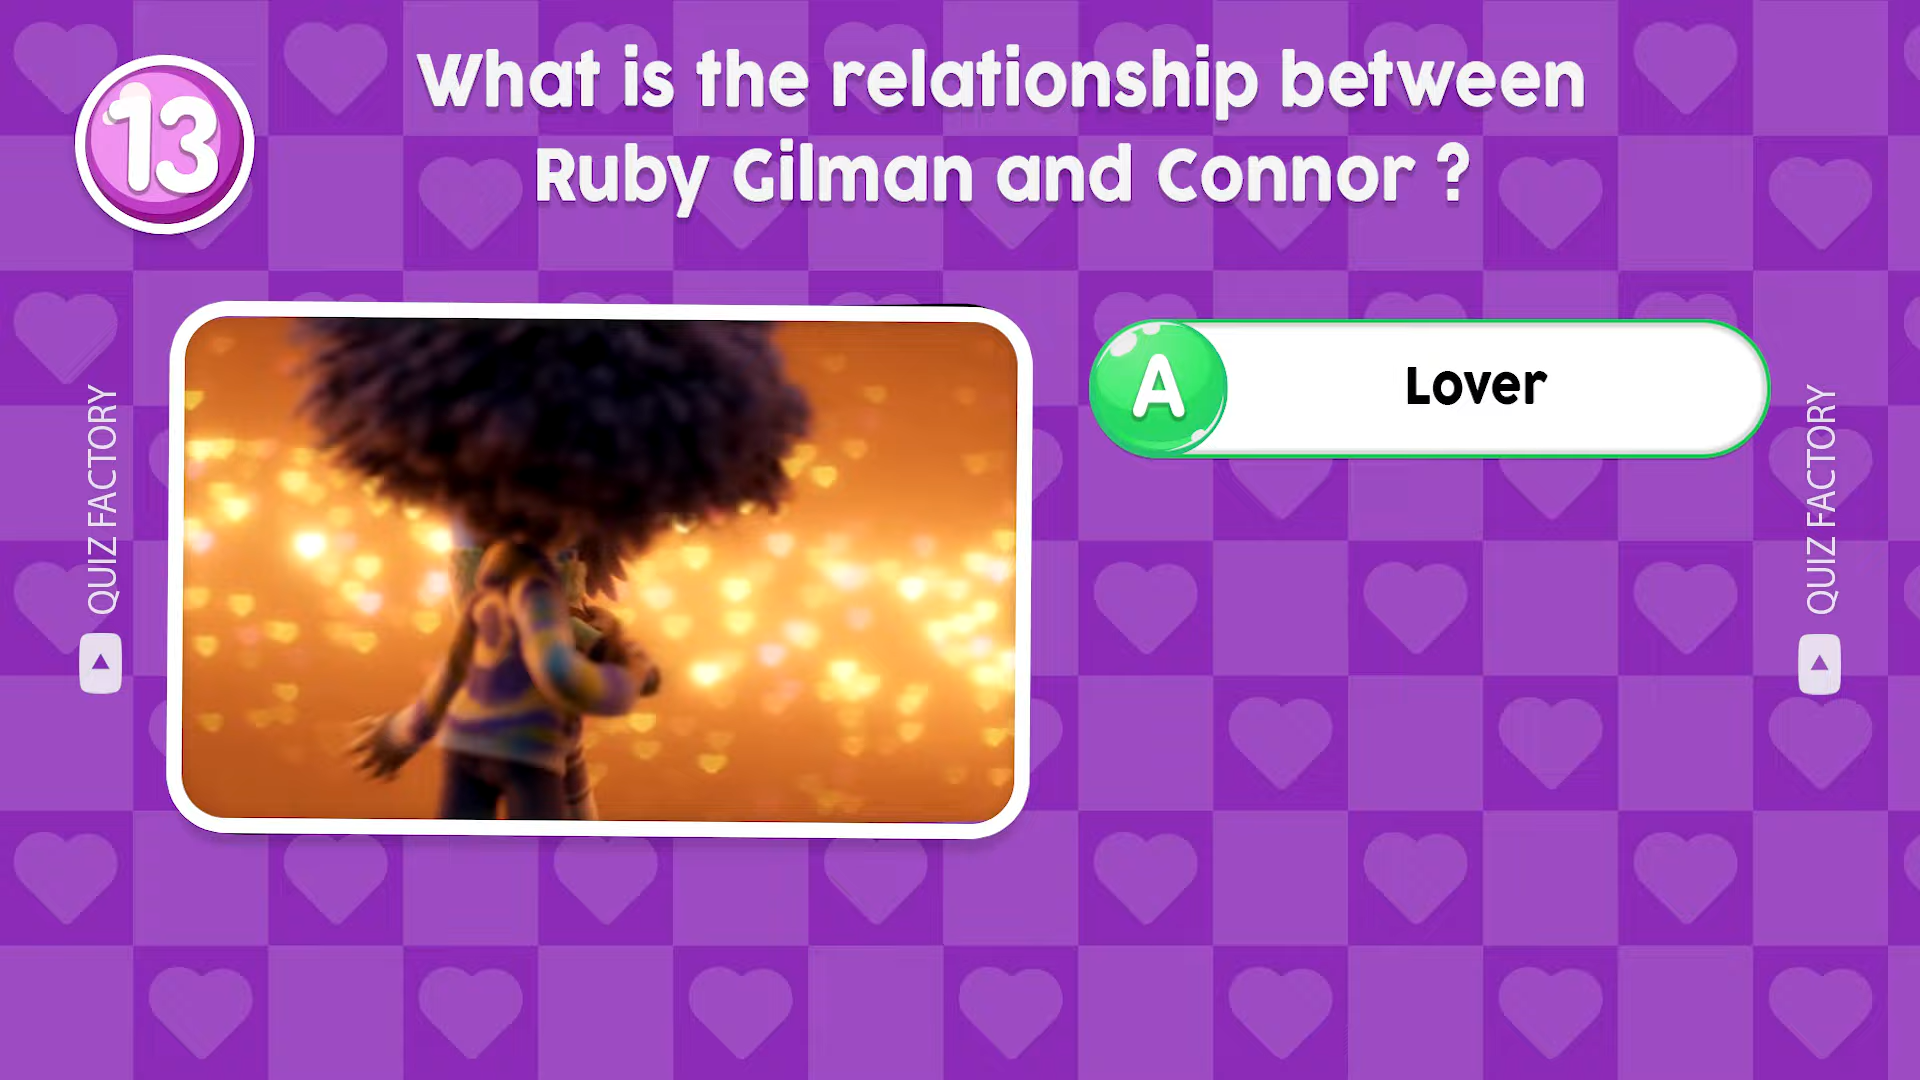 13
What is the relationship between
Ruby Gilman and Connor ?
A
Lover
QUIZ FACTORY
QUIZ FACTORY